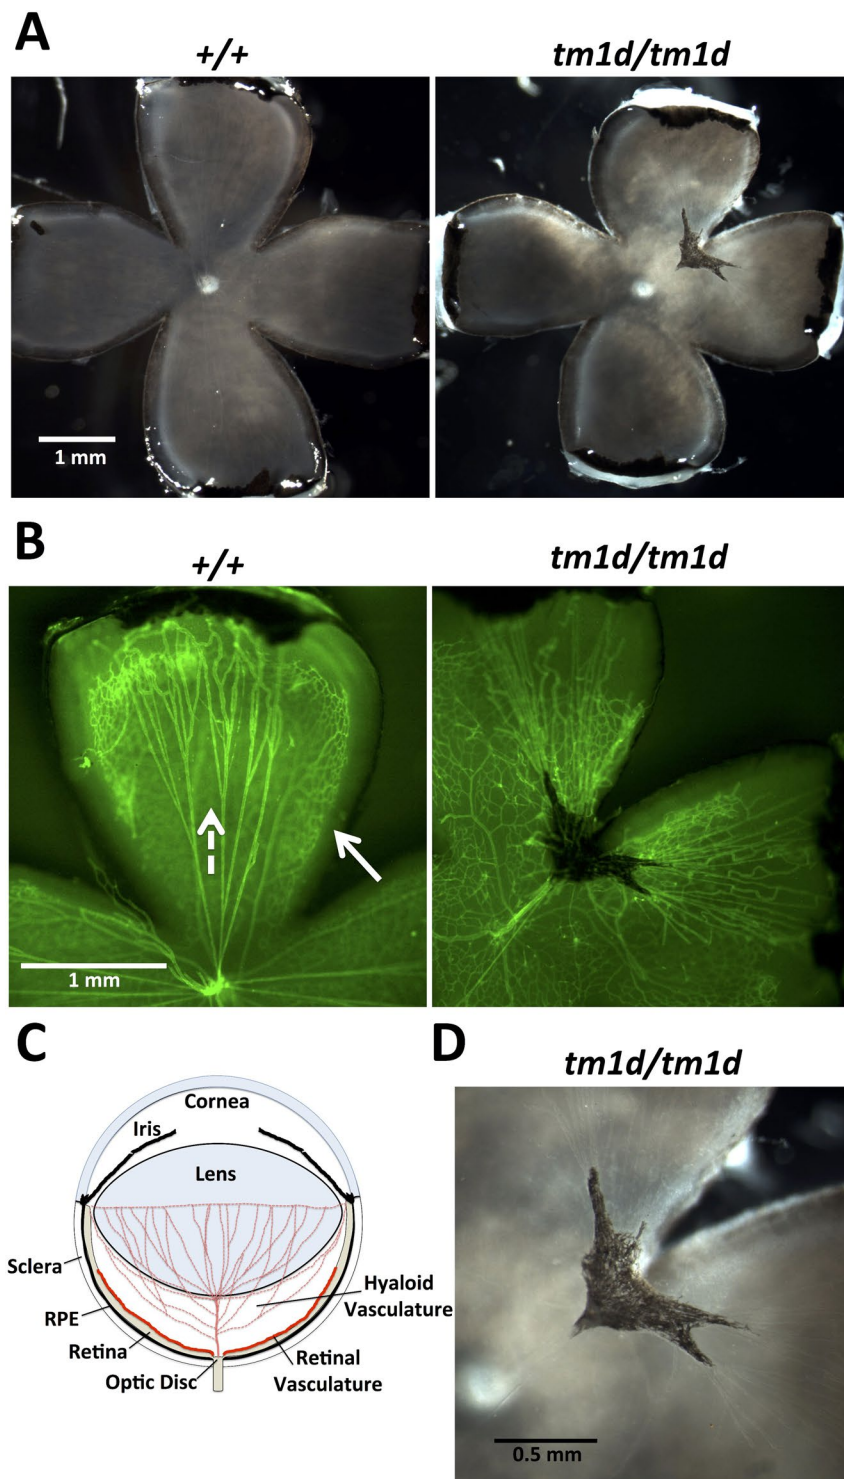 A
+/+
tm1d/tm1d
1 mm
B
+/+
tm1d/tm1d
1 mm
C
Cornea
Iris
Lens
Sclera
RPE
Retina
Optic Disc
Hyaloid
Vasculature
Retinal
Vasculature
D
tm1d/tm1d
0.5 mm